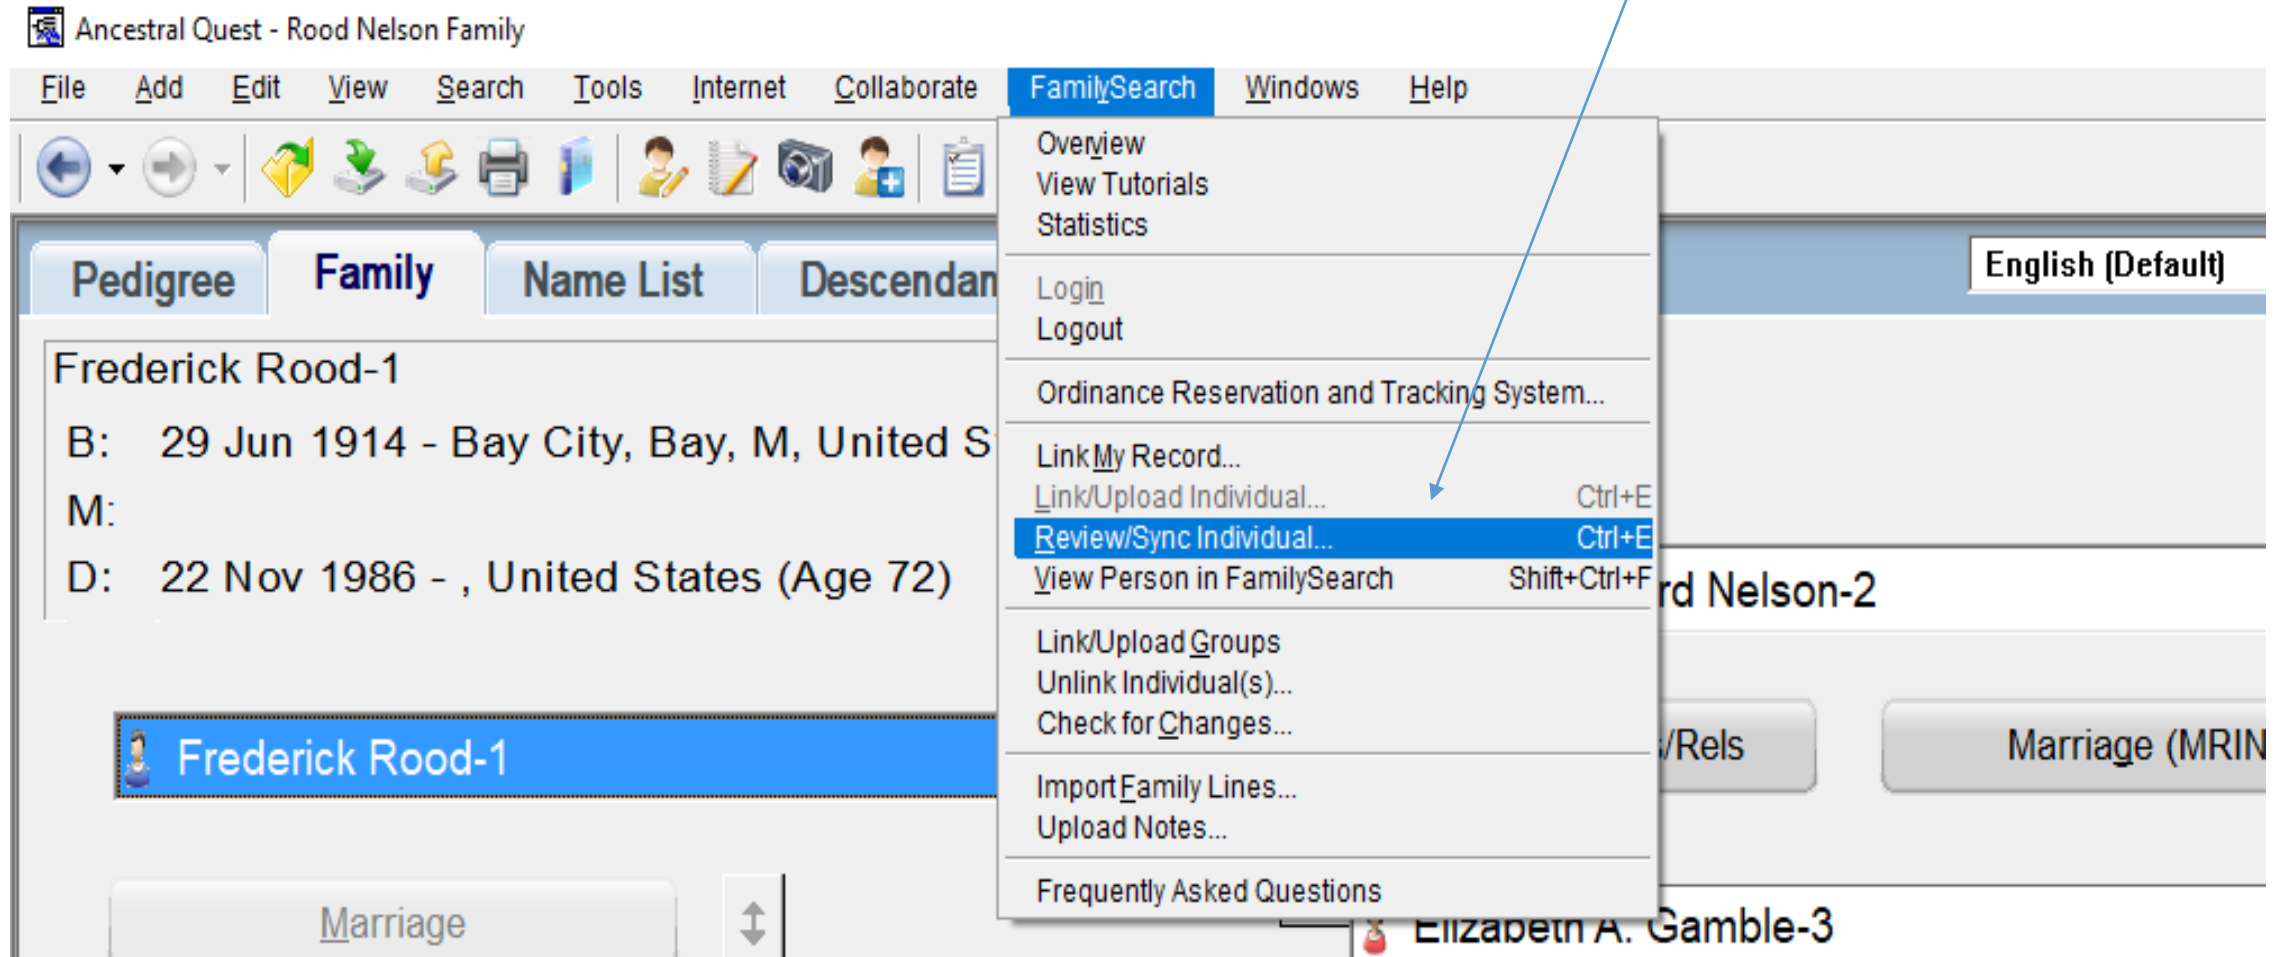 Ancestral Quest - Rood Nelson Family
File Add Edit View Search Tools Internet Collaborate FamilySearch Windows Help
Overview
View Tutorials
Statistics
Login
Logout
Ordinance Reservation and Tracking System...
Link My Record...
Link/Upload Individual... Ctrl+E
Review/Sync Individual... Ctrl+E
View Person in FamilySearch Shift+Ctrl+F
Link/Upload Groups
Unlink Individual(s)...
Check for Changes...
Import Family Lines...
Upload Notes...
Frequently Asked Questions
Pedigree Family Name List Descendan
English (Default)
Frederick Rood-1
B: 29 Jun 1914 - Bay City, Bay, M, United S
M:
D: 22 Nov 1986 - , United States (Age 72)
rd Nelson-2
/Rels
Marriage (MRIN
Frederick Rood-1
Marriage
Elizabeth A. Gamble-3